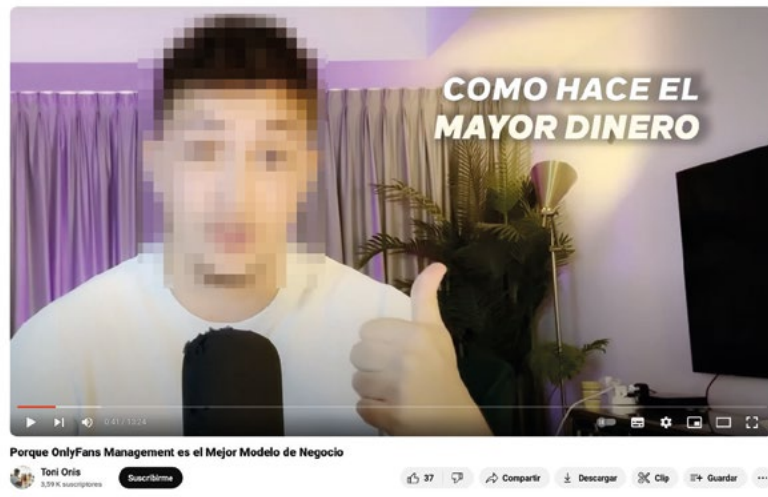 COMO HACE EL
MAYOR DINERO
0:41 / 13:24
Porque OnlyFans Management es el Mejor Modelo de Negocio
Toni Onis
3,59 K suscriptores
Suscribirme
37
Compartir
Descargar
Clip
Guardar